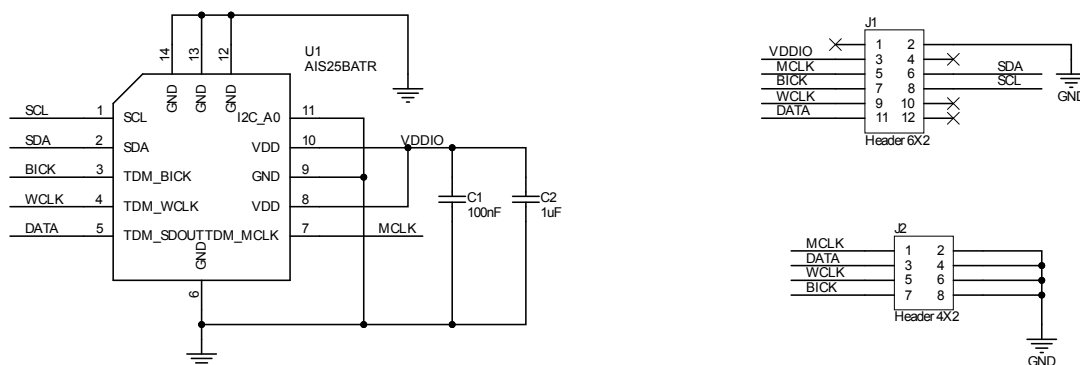 U1
AIS25BATR
14
13
12
GND
GND
GND
SCL 1 SCL I2C_A0 11
SDA 2 SDA VDD 10 VDDIO
BICK 3 TDM_BICK GND 9
WCLK 4 TDM_WCLK VDD 8
DATA 5 TDM_SDOUT TDM_MCLK 7 MCLK
GND
6
C1
100nF
C2
1uF
J1
1 2
VDDIO 3 4
MCLK 5 6 SDA
BICK 7 8 SCL
WCLK 9 10
DATA 11 12
Header 6X2
GND
J2
MCLK 1 2
DATA 3 4
WCLK 5 6
BICK 7 8
Header 4X2
GND